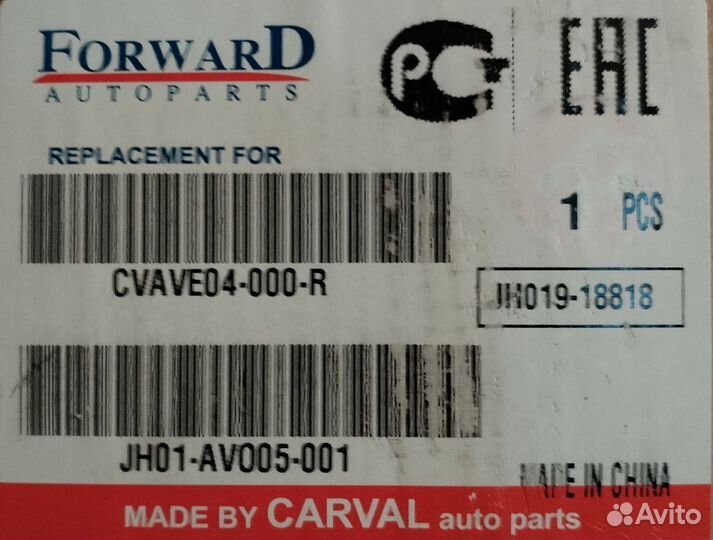 FORWARD
AUTOPARTS
EAC
REPLACEMENT FOR
1 PCS
CVAVE04-000-R
JH019-18818
JH01-AV005-001
MADE IN CHINA
MADE BY CARVAL auto parts
Avito